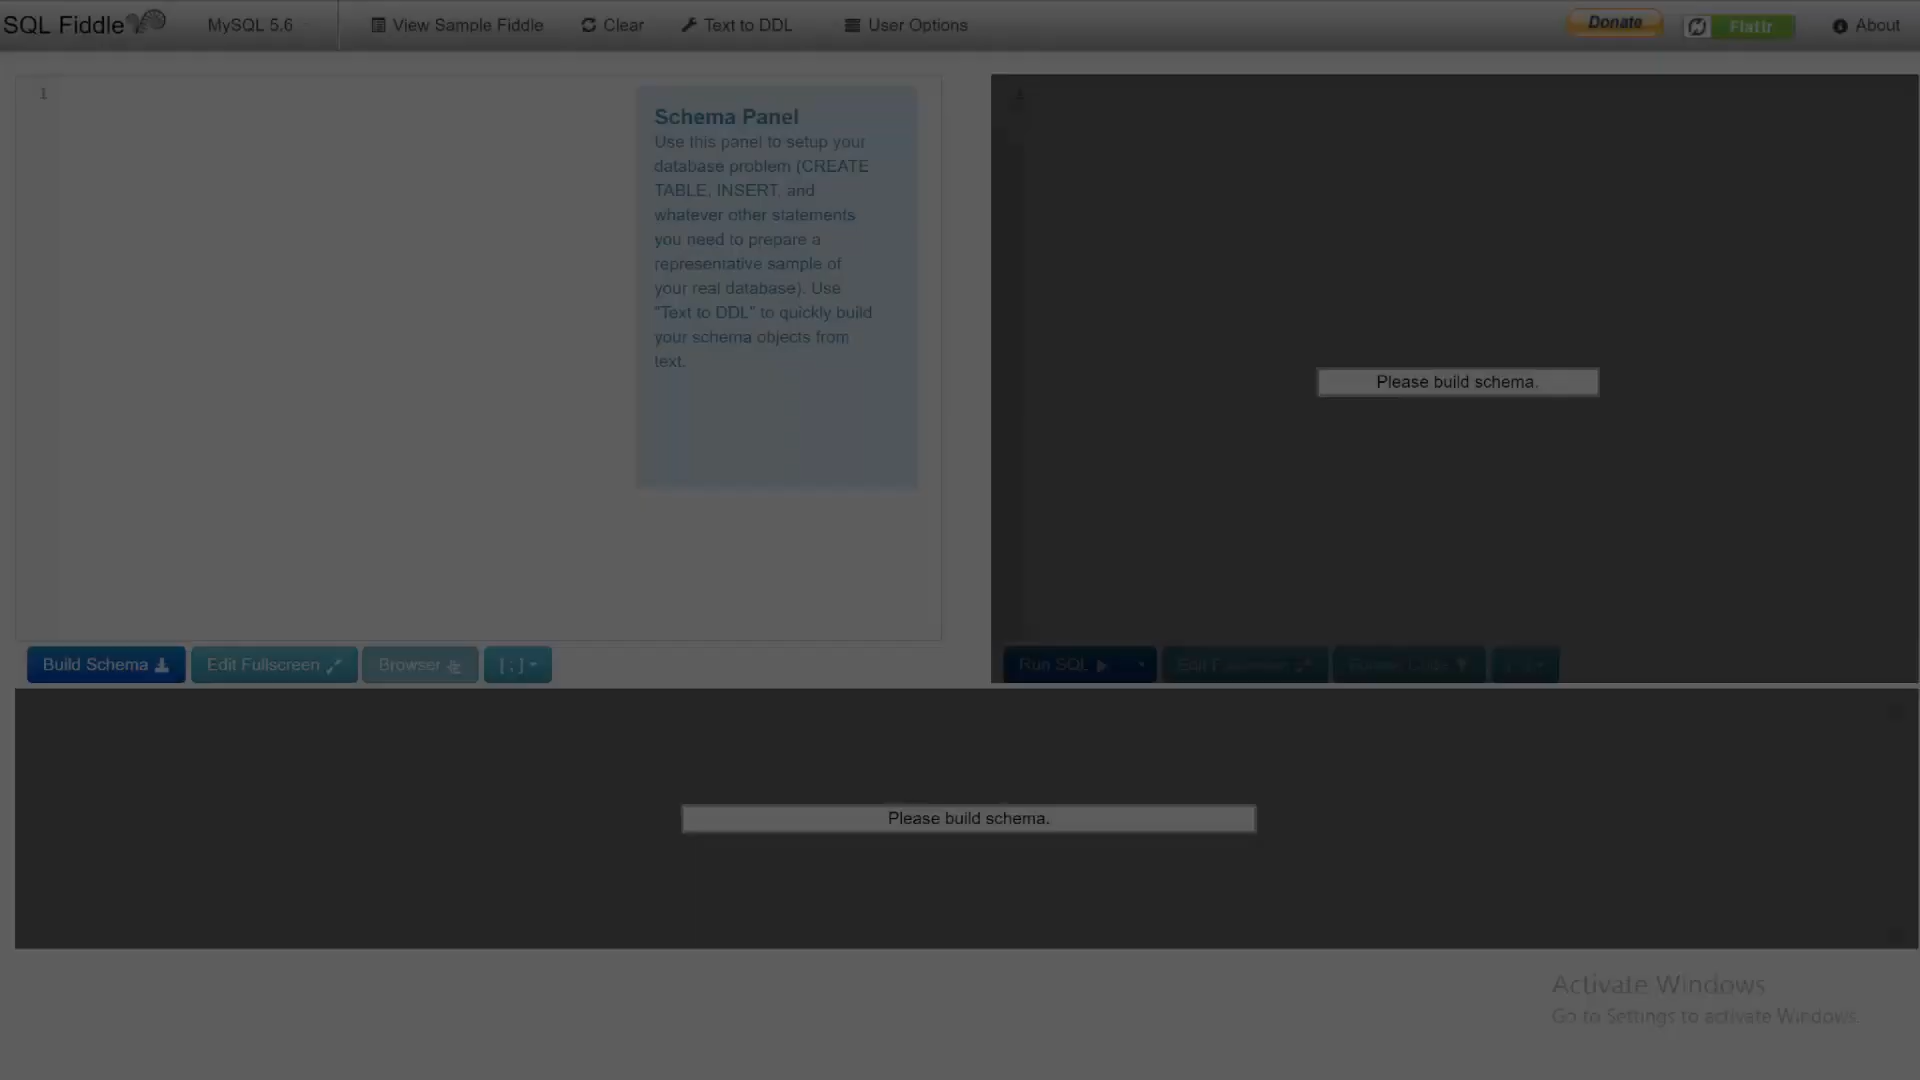 SQL Fiddle
MySQL 5.6
View Sample Fiddle
Clear
Text to DDL
User Options
Donate
Flattr
About
1
Schema Panel
Use this panel to setup your
database problem (CREATE
TABLE, INSERT, and
whatever other statements
you need to prepare a
representative sample of
your real database). Use
"Text to DDL" to quickly build
your schema objects from
text.
1
Please build schema.
Build Schema
Edit Fullscreen
Browser
[ ; ]
Run SQL
Edit Fullscreen
Please build schema.
Activate Windows
Go to Settings to activate Windows.